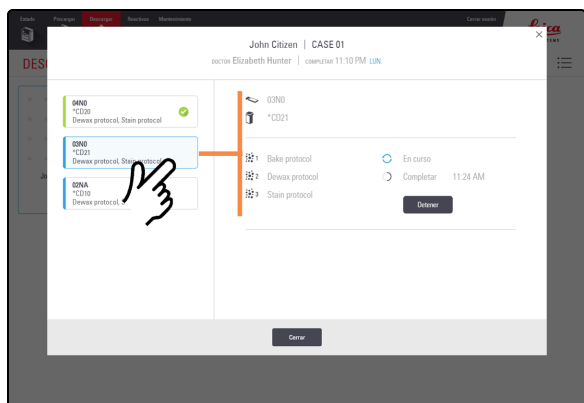 Estado Precargar Descargar Reactivos Mantenimiento Cerrar sesión
Leica
John Citizen | CASE 01
DOCTOR Elizabeth Hunter | COMPLETAR 11:10 PM LUN.
04N0
*CD20
Dewax protocol, Stain protocol
03N0
*CD21
Dewax protocol, Stain protocol
02NA
*CD10
Dewax protocol,
03N0
*CD21
1 Bake protocol
2 Dewax protocol
3 Stain protocol
En curso
Completar 11:24 AM
Detener
Cerrar